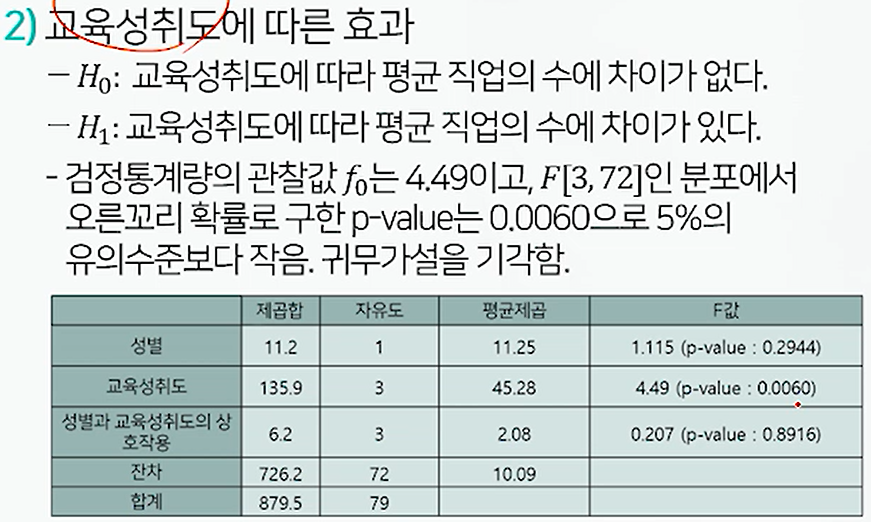 2) 교육성취도에 따른 효과
– H₀: 교육성취도에 따라 평균 직업의 수에 차이가 없다.
– H₁: 교육성취도에 따라 평균 직업의 수에 차이가 있다.
- 검정통계량의 관찰값 f₀는 4.49이고, F[3, 72]인 분포에서
오른꼬리 확률로 구한 p-value는 0.0060으로 5%의
유의수준보다 작음. 귀무가설을 기각함.
제곱합 자유도 평균제곱 F값
성별 11.2 1 11.25 1.115 (p-value : 0.2944)
교육성취도 135.9 3 45.28 4.49 (p-value : 0.0060)
성별과 교육성취도의 상
호작용 6.2 3 2.08 0.207 (p-value : 0.8916)
잔차 726.2 72 10.09
합계 879.5 79